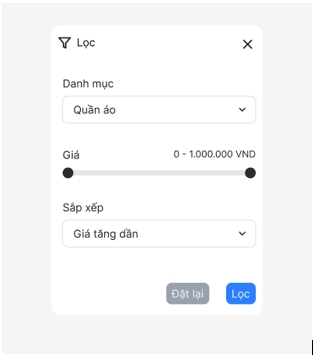 Lọc
Danh mục
Quần áo
Giá 0 - 1.000.000 VND
Sắp xếp
Giá tăng dần
Đặt lại Lọc